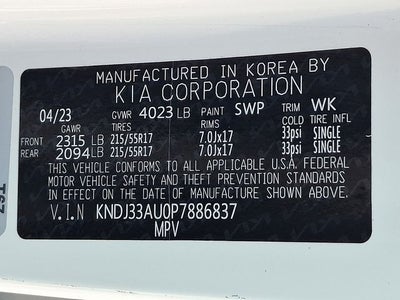 MANUFACTURED IN KOREA BY
KIA CORPORATION
04/23 GVWR 4023 LB PAINT SWP TRIM WK
GAWR TIRES RIMS COLD TIRE INFL
FRONT 2315 LB 215/55R17 7.0Jx17 33psi SINGLE
REAR 2094 LB 215/55R17 7.0Jx17 33psi SINGLE
THIS VEHICLE CONFORMS TO ALL APPLICABLE U.S.A. FEDERAL
MOTOR VEHICLE SAFETY AND THEFT PREVENTION STANDARDS
IN EFFECT ON THE DATE OF MANUFACTURE SHOWN ABOVE.
V.I.N KNDJ33AU0P7886837
MPV